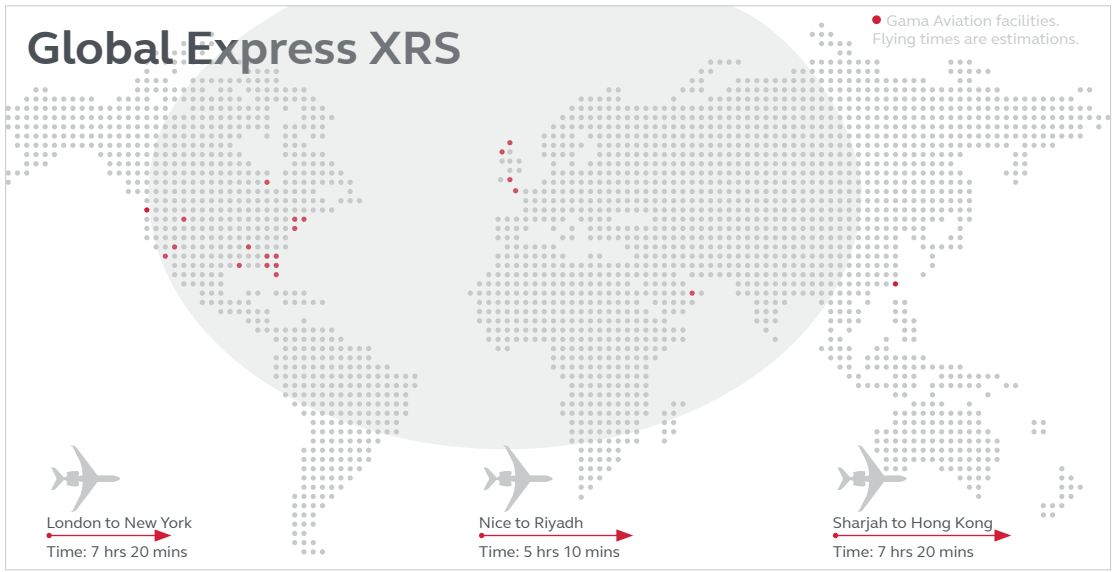 Global Express XRS
Gama Aviation facilities.
Flying times are estimations.
London to New York
Time: 7 hrs 20 mins
Nice to Riyadh
Time: 5 hrs 10 mins
Sharjah to Hong Kong
Time: 7 hrs 20 mins